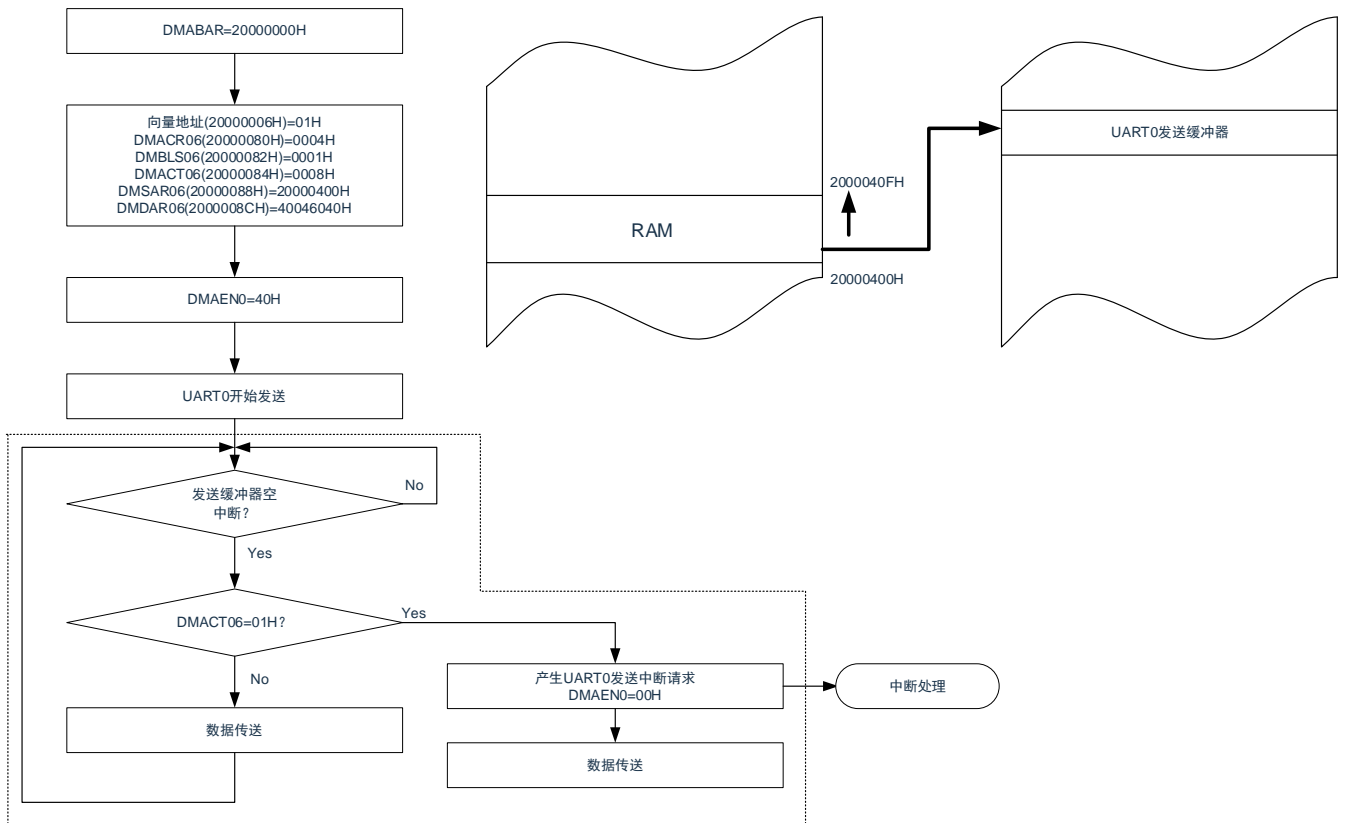 DMABAR=20000000H
向量地址(20000006H)=01H
DMACR06(20000080H)=0004H
DMBLS06(20000082H)=0001H
DMACT06(20000084H)=0008H
DMSAR06(20000088H)=20000400H
DMDAR06(2000008CH)=40046040H
DMAEN0=40H
UART0开始发送
发送缓冲器空
中断?
No
Yes
DMACT06=01H?
Yes
No
数据传送
产生UART0发送中断请求
DMAEN0=00H
数据传送
中断处理
RAM
2000040FH
20000400H
UART0发送缓冲器